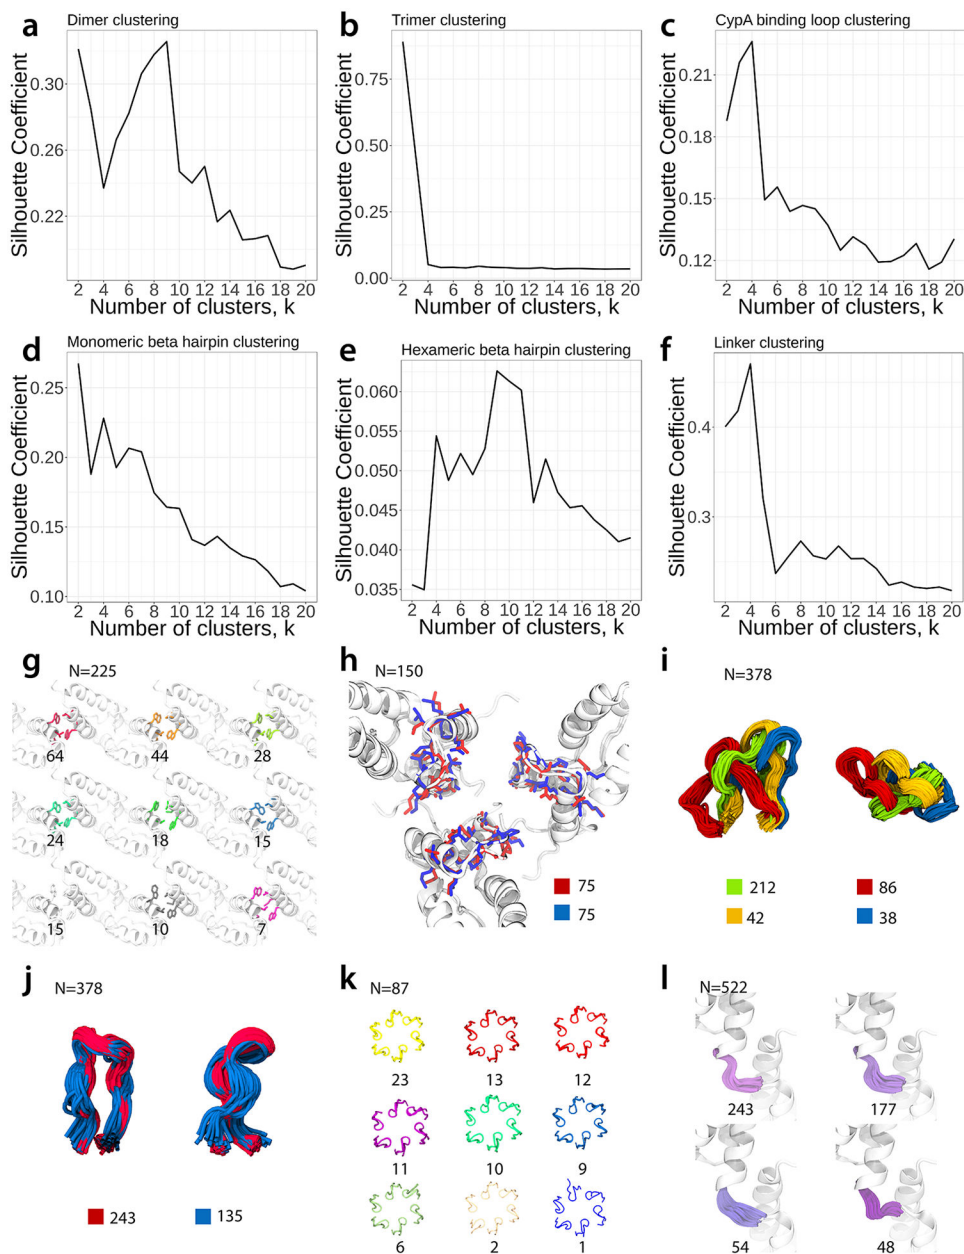 a
Dimer clustering
Silhouette Coefficient
0.30
0.26
0.22
2 4 6 8 10 12 14 16 18 20
Number of clusters, k
b
Trimer clustering
Silhouette Coefficient
0.75
0.50
0.25
0.00
2 4 6 8 10 12 14 16 18 20
Number of clusters, k
c
CypA binding loop clustering
Silhouette Coefficient
0.21
0.18
0.15
0.12
2 4 6 8 10 12 14 16 18 20
Number of clusters, k
d
Monomeric beta hairpin clustering
Silhouette Coefficient
0.25
0.20
0.15
0.10
2 4 6 8 10 12 14 16 18 20
Number of clusters, k
e
Hexameric beta hairpin clustering
Silhouette Coefficient
0.060
0.055
0.050
0.045
0.040
0.035
2 4 6 8 10 12 14 16 18 20
Number of clusters, k
f
Linker clustering
Silhouette Coefficient
0.4
0.3
2 4 6 8 10 12 14 16 18 20
Number of clusters, k
g
N=225
64 44 28
24 18 15
15 10 7
h
N=150
75
75
i
N=378
212 86
42 38
j
N=378
243 135
k
N=87
23 13 12
11 10 9
6 2 1
l
N=522
243 177
54 48